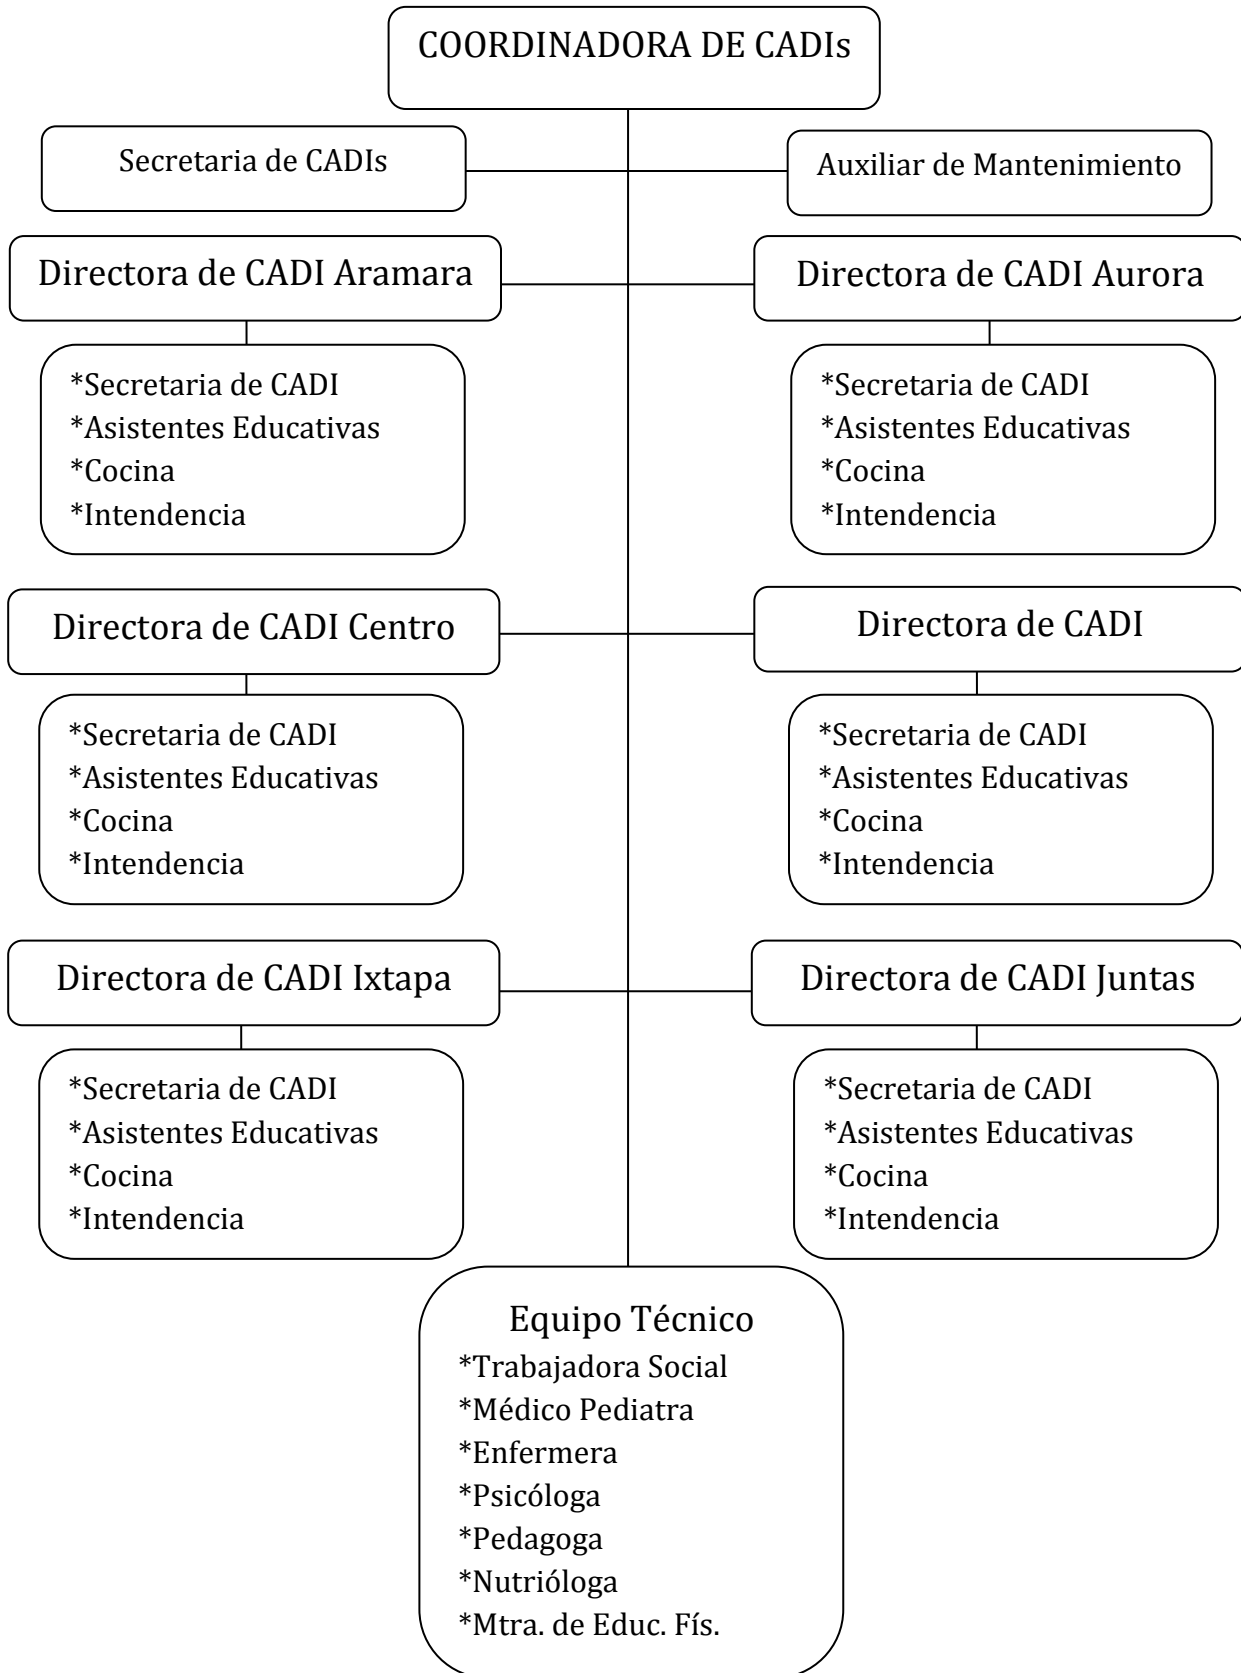 COORDINADORA DE CADIs
Secretaria de CADIs
Auxiliar de Mantenimiento
Directora de CADI Aramara
Directora de CADI Aurora
*Secretaria de CADI
*Asistentes Educativas
*Cocina
*Intendencia
*Secretaria de CADI
*Asistentes Educativas
*Cocina
*Intendencia
Directora de CADI Centro
Directora de CADI
*Secretaria de CADI
*Asistentes Educativas
*Cocina
*Intendencia
*Secretaria de CADI
*Asistentes Educativas
*Cocina
*Intendencia
Directora de CADI Ixtapa
Directora de CADI Juntas
*Secretaria de CADI
*Asistentes Educativas
*Cocina
*Intendencia
*Secretaria de CADI
*Asistentes Educativas
*Cocina
*Intendencia
Equipo Técnico
*Trabajadora Social
*Médico Pediatra
*Enfermera
*Psicóloga
*Pedagoga
*Nutrióloga
*Mtra. de Educ. Fís.